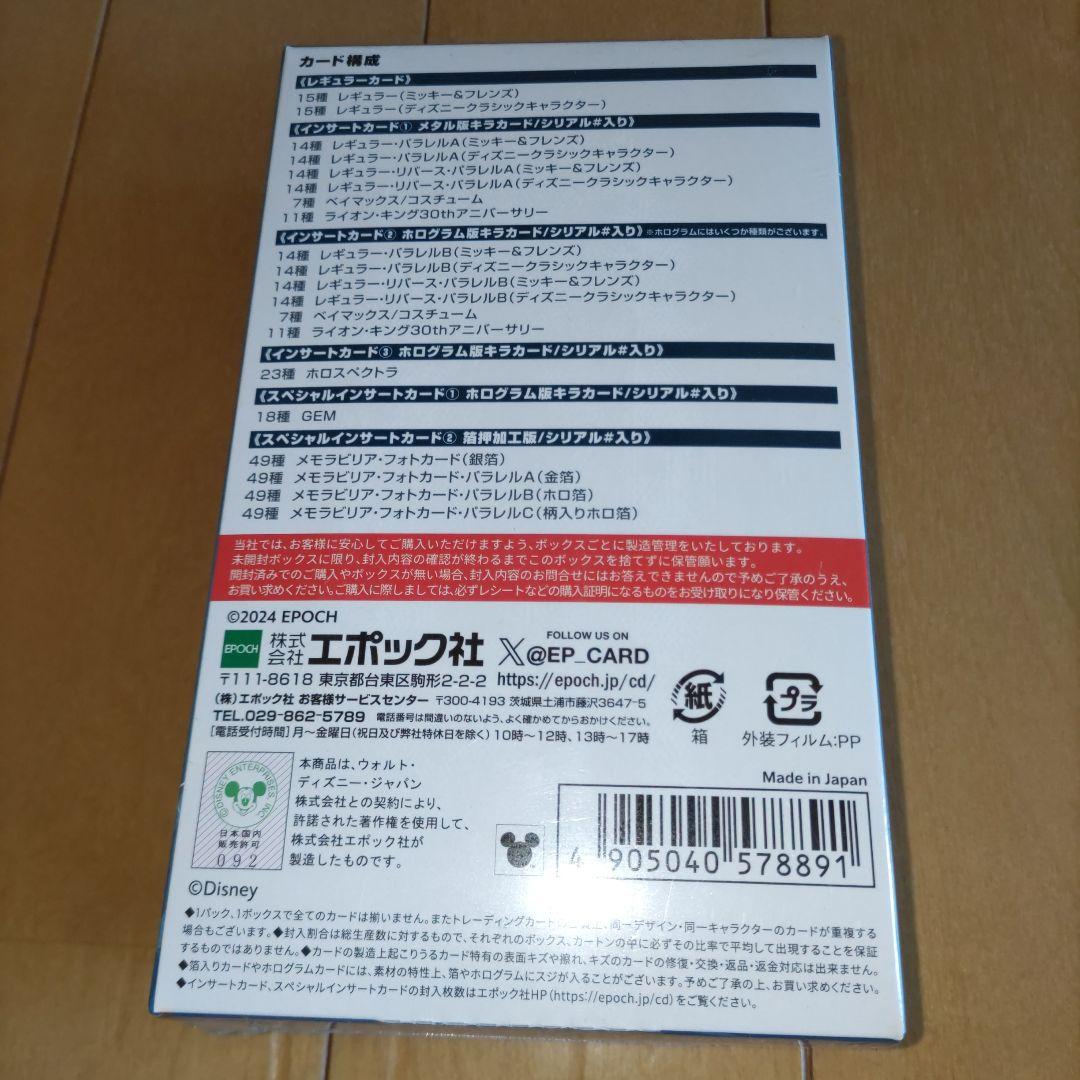 カード構成
《レギュラーカード》
15種 レギュラー(ミッキー&フレンズ)
15種 レギュラー(ディズニークラシックキャラクター)
《インサートカード① メタル版キラカード/シリアル#入り》
14種 レギュラー・パラレルA(ミッキー&フレンズ)
14種 レギュラー・パラレルA(ディズニークラシックキャラクター)
14種 レギュラー・リバース・パラレルA(ミッキー&フレンズ)
14種 レギュラー・リバース・パラレルA(ディズニークラシックキャラクター)
7種 ベイマックス/コスチューム
11種 ライオン・キング30thアニバーサリー
《インサートカード② ホログラム版キラカード/シリアル#入り》※ホログラムにはいくつか種類がございます。
14種 レギュラー・パラレルB(ミッキー&フレンズ)
14種 レギュラー・パラレルB(ディズニークラシックキャラクター)
14種 レギュラー・リバース・パラレルB(ミッキー&フレンズ)
14種 レギュラー・リバース・パラレルB(ディズニークラシックキャラクター)
7種 ベイマックス/コスチューム
11種 ライオン・キング30thアニバーサリー
《インサートカード③ ホログラム版キラカード/シリアル#入り》
23種 ホロスペクトラ
《スペシャルインサートカード① ホログラム版キラカード/シリアル#入り》
18種 GEM
《スペシャルインサートカード② 箔押加工版/シリアル#入り》
49種 メモラビリア・フォトカード(銀箔)
49種 メモラビリア・フォトカード・パラレルA(金箔)
49種 メモラビリア・フォトカード・パラレルB(ホロ箔)
49種 メモラビリア・フォトカード・パラレルC(柄入りホロ箔)
当社では、お客様に安心してご購入いただけますよう、ボックスごとに製造管理をいたしております。
未開封ボックスに限り、封入内容の確認が終わるまでこのボックスを捨てずに保管願います。
開封済みでのご購入やボックスが無い場合、封入内容のお問合せにはお答えできませんので予めご了承のうえ、
お買い求めください。ご購入に際しましては、必ずレシートなどの購入証明になるものをお受け取りになり保管ください。
©2024 EPOCH
EPOCH 株式会社 エポック社
FOLLOW US ON
X@EP_CARD
〒111-8618 東京都台東区駒形2-2-2 https://epoch.jp/cd/
(株)エポック社 お客様サービスセンター 〒300-4193 茨城県土浦市藤沢3647-5
TEL.029-862-5789 電話番号は間違いのないよう、よく確かめてからおかけください。
[電話受付時間]月〜金曜日(祝日及び弊社特休日を除く)10時〜12時、13時〜17時
紙
箱
プラ
外装フィルム:PP
©DISNEY ENTERPRISES, INC.
日本国内
販売許可
092
本商品は、ウォルト・
ディズニー・ジャパン
株式会社との契約により、
許諾された著作権を使用して、
株式会社エポック社が
製造したものです。
Made in Japan
4 905040 578891
©Disney
◆1パック、1ボックスで全てのカードは揃いません。またトレーディングカードの 同一デザイン・同一キャラクターのカードが重複する
場合もございます。◆封入割合は総生産数に対するもので、それぞれのボックス、カートンの中に必ずその比率で平均して出現することを保証
するものではありません。◆カードの製造上起こりうるカード特有の表面キズや擦れ、キズのカードの修復・交換・返品・返金対応は出来ません。
◆箔入りカードやホログラムカードには、素材の特性上、箔やホログラムにスジが入ることがございます。予めご了承の上、お買い求めください。
◆インサートカード、スペシャルインサートカードの封入枚数はエポック社HP(https://epoch.jp/cd)をご覧ください。